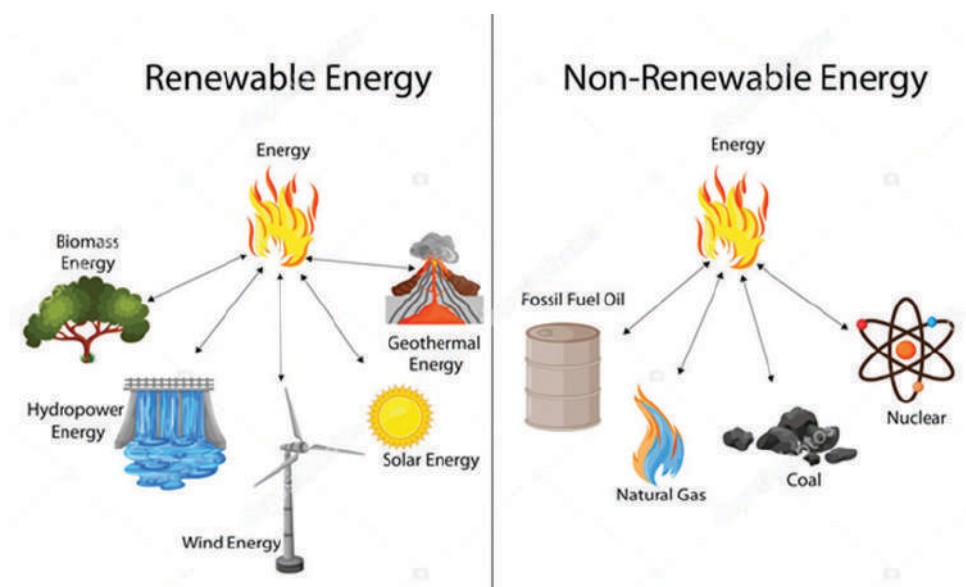 Renewable Energy
Energy
Biomass
Energy
Geothermal
Energy
Hydropower
Energy
Solar Energy
Wind Energy
Non-Renewable Energy
Energy
Fossil Fuel Oil
Nuclear
Natural Gas
Coal